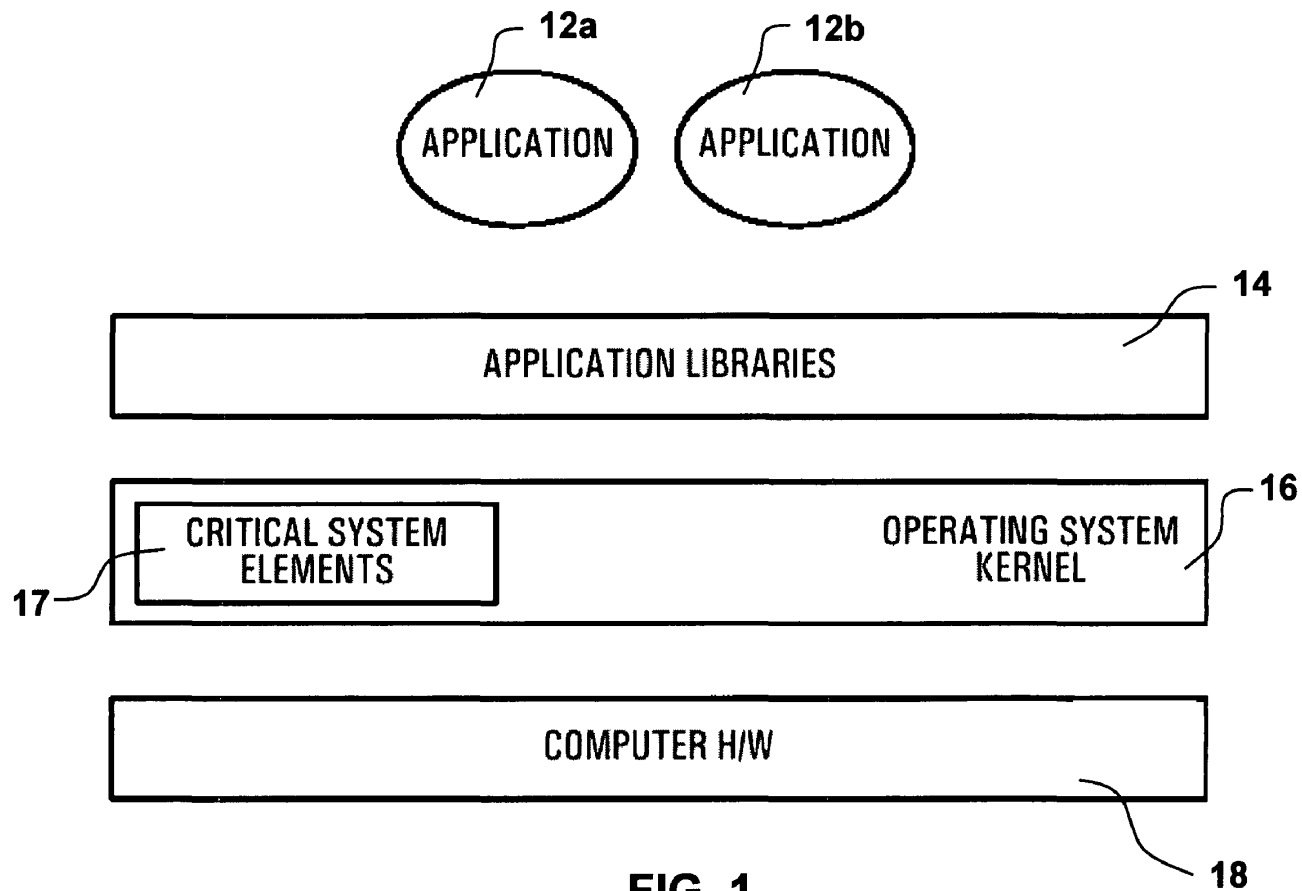 12a
12b
APPLICATION
APPLICATION
14
APPLICATION LIBRARIES
16
CRITICAL SYSTEM
ELEMENTS
OPERATING SYSTEM
KERNEL
17
COMPUTER H/W
18
FIG. 1